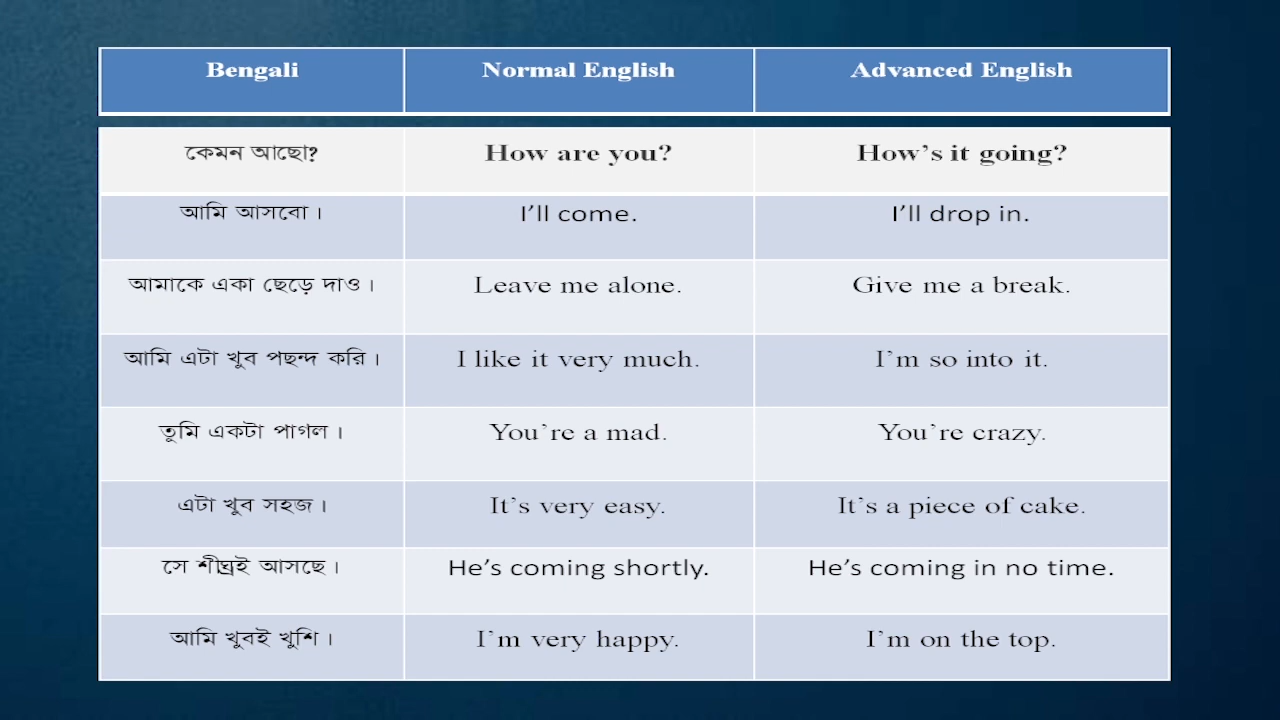 Bengali Normal English Advanced English
কেমন আছো? How are you? How's it going?
আমি আসবো। I'll come. I'll drop in.
আমাকে একা ছেড়ে দাও। Leave me alone. Give me a break.
আমি এটা খুব পছন্দ করি। I like it very much. I'm so into it.
তুমি একটা পাগল। You're a mad. You're crazy.
এটা খুব সহজ। It's very easy. It's a piece of cake.
সে শীঘ্রই আসছে। He's coming shortly. He's coming in no time.
আমি খুবই খুশি। I'm very happy. I'm on the top.